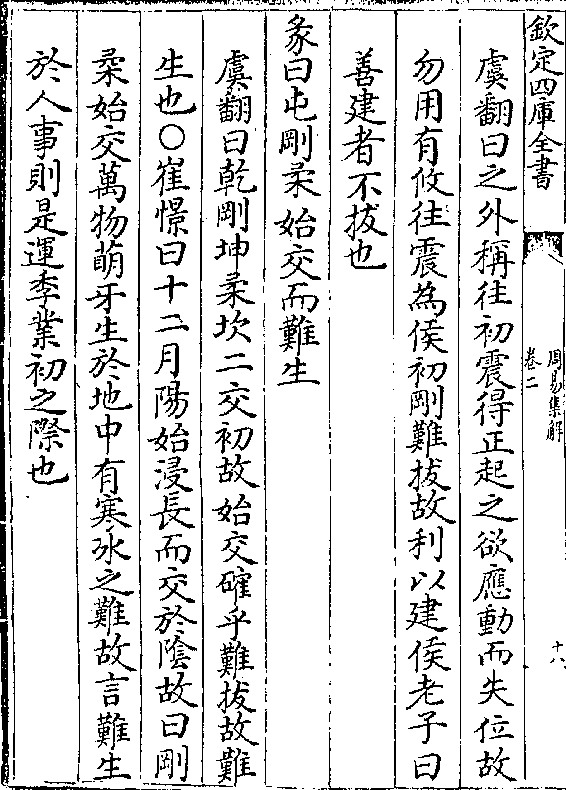 欽定四庫全書
周易集解
卷二
十八
虞翻曰之外稱往初震得正起之欲應動而失位故
勿用有攸往震為侯初剛難拔故利以建侯老子曰
善建者不拔也
彖曰屯剛柔始交而難生
虞翻曰乾剛坤柔坎二交初故始交確乎難拔故難
生也○崔憬曰十二月陽始浸長而交於陰故曰剛
柔始交萬物萌牙生於地中有寒冰之難故言難生
於人事則是運季業初之際也